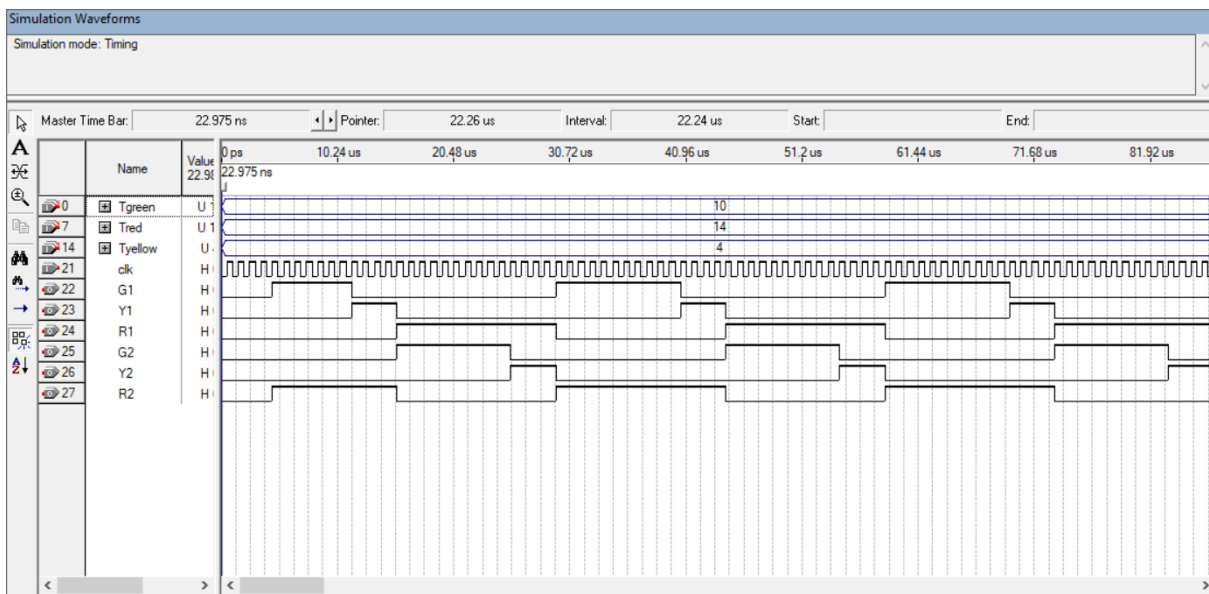 Simulation Waveforms
Simulation mode: Timing
Master Time Bar: 22.975 ns Pointer: 22.26 us Interval: 22.24 us Start: End:
Name Value 22.98
0 ps 10.24 us 20.48 us 30.72 us 40.96 us 51.2 us 61.44 us 71.68 us 81.92 us
22.975 ns
0 Tgreen U 10
7 Tred U 1 14
14 Tyellow U 4
21 clk H
22 G1 H
23 Y1 H
24 R1 H
25 G2 H
26 Y2 H
27 R2 H